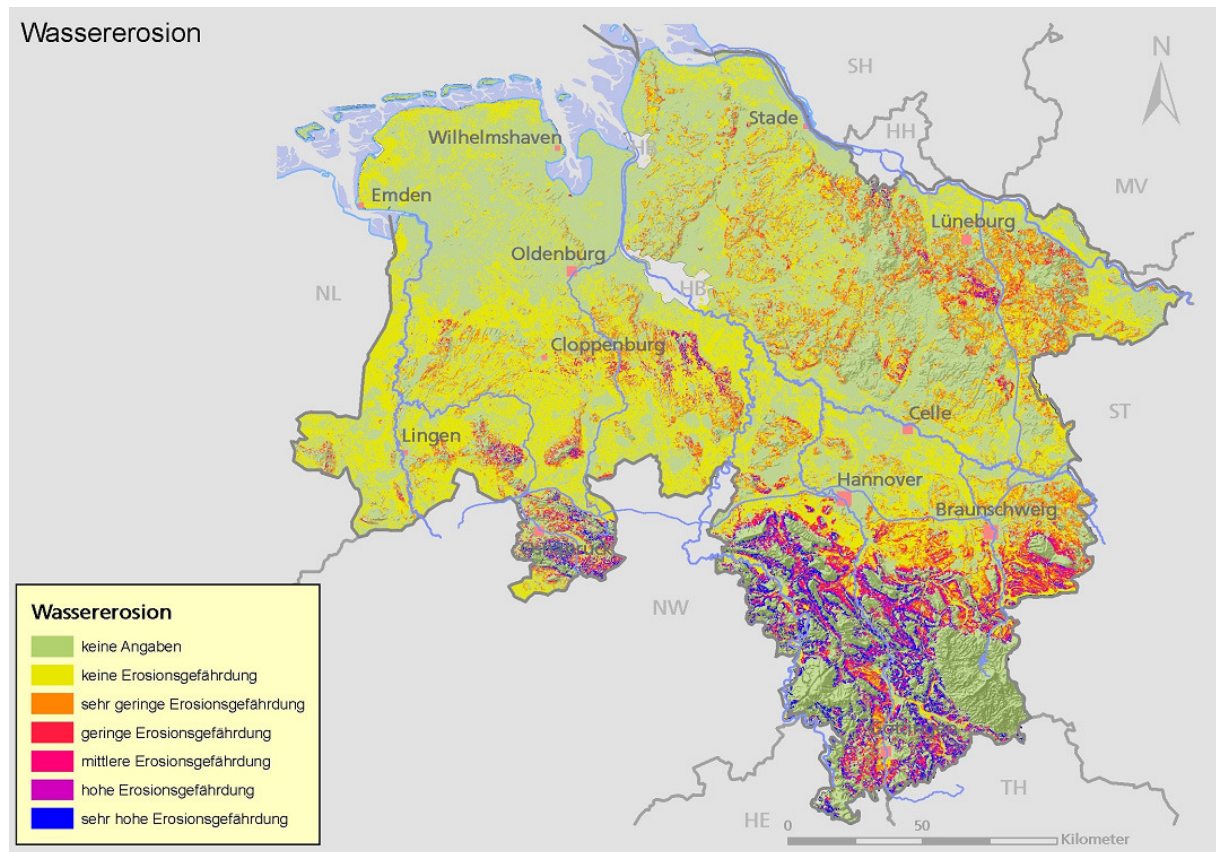 Wassererosion
N
SH
HH
Stade
HB
MV
Wilhelmshaven
Emden
Lüneburg
Oldenburg
HB
NL
Cloppenburg
ST
Celle
Lingen
Hannover
Braunschweig
NW
TH
HE
0 50
Kilometer
Wassererosion
keine Angaben
keine Erosionsgefährdung
sehr geringe Erosionsgefährdung
geringe Erosionsgefährdung
mittlere Erosionsgefährdung
hohe Erosionsgefährdung
sehr hohe Erosionsgefährdung